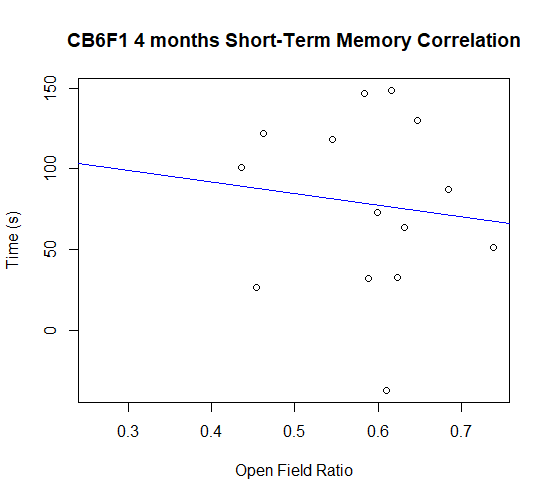 CB6F1 4 months Short-Term Memory Correlation
Time (s)
150
100
50
0
0.3 0.4 0.5 0.6 0.7
Open Field Ratio